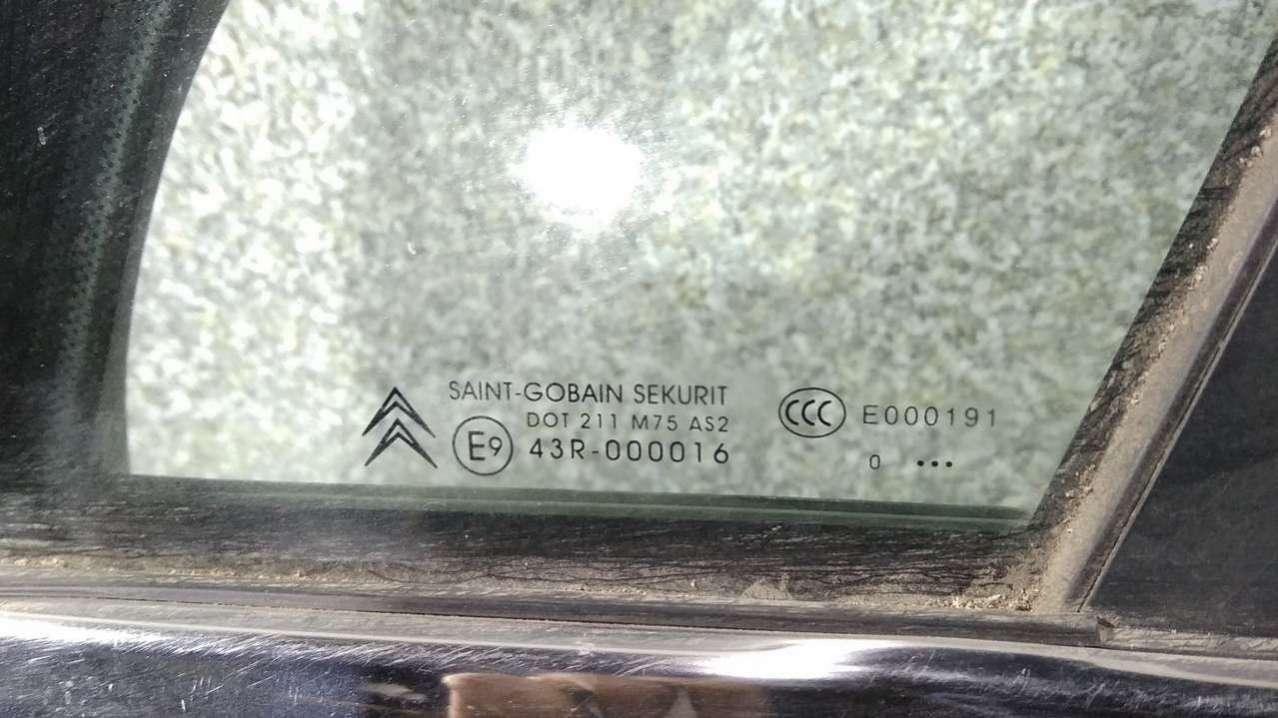 SAINT-GOBAIN SEKURIT
DOT 211 M75 AS2
E9 43R-000016
CCC E000191
0 •••